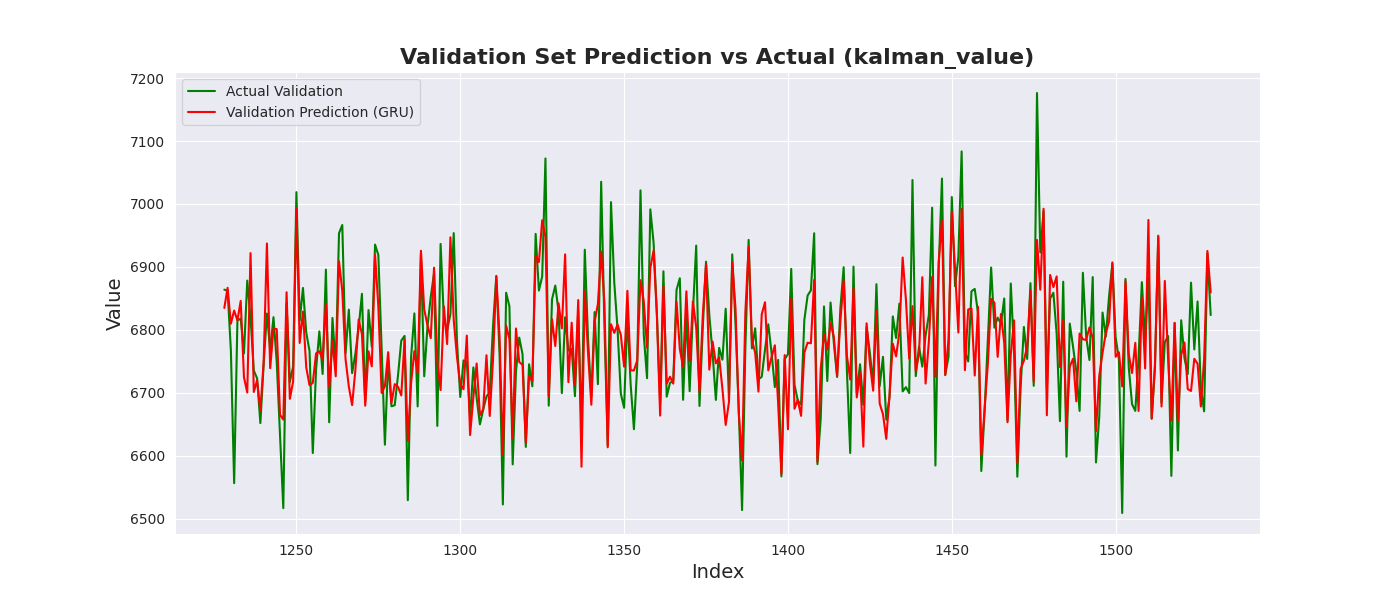 Validation Set Prediction vs Actual (kalman_value)
Actual Validation
Validation Prediction (GRU)
7200
7100
7000
6900
6800
6700
6600
6500
Value
1250
1300
1350
1400
1450
1500
Index